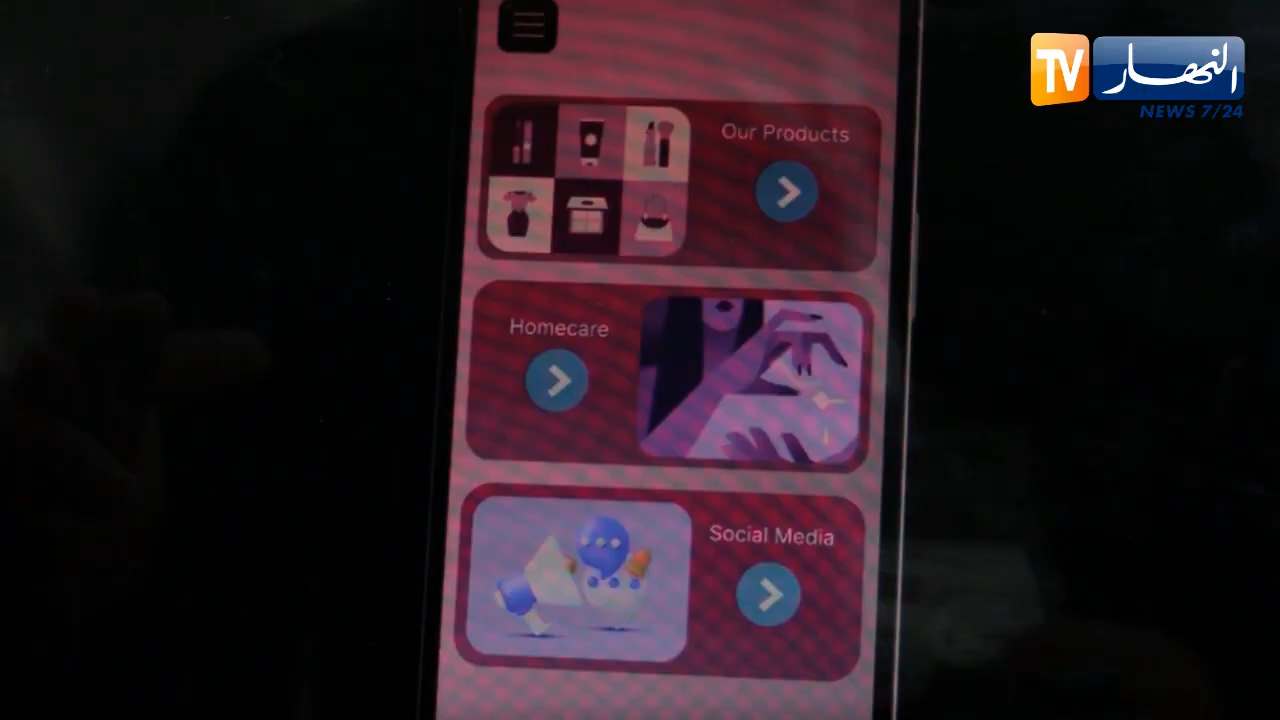 TV النهار
NEWS 7/24
Our Products
Homecare
Social Media